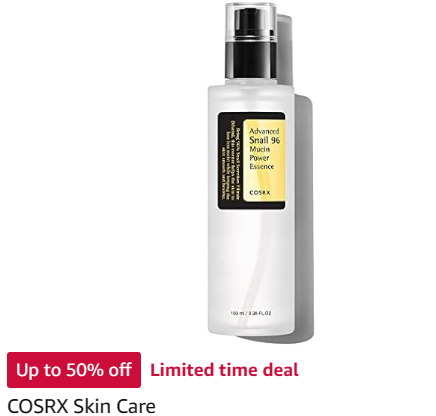 Advanced
Snail 96
Mucin
Power
Essence
COSRX
100 ml / 3.38 FL.OZ
Up to 50% off Limited time deal
COSRX Skin Care